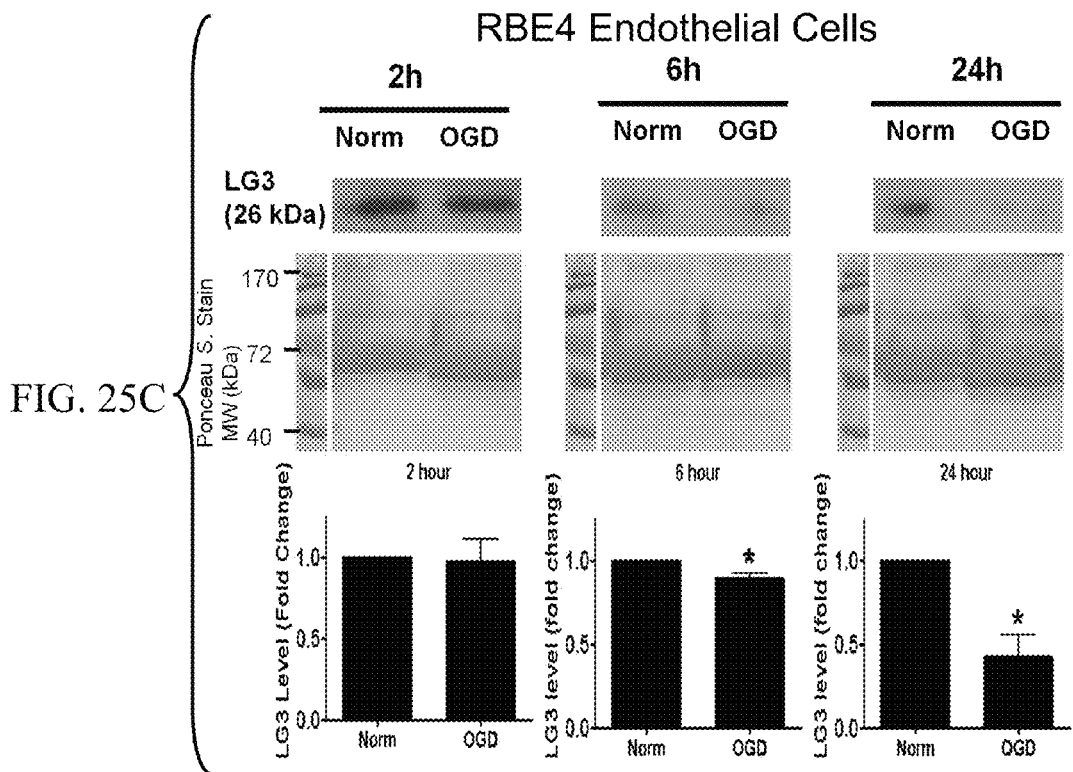 RBE4 Endothelial Cells
2h 6h 24h
Norm OGD Norm OGD Norm OGD
LG3
(26 kDa)
Ponceau S.. Stain
MW (kDa)
170
72
40
FIG. 25C
2 hour
6 hour
24 hour
LG3 Level (Fold Change)
1.0
0.5
0.0
Norm OGD
LG3 level (fold change)
1.0
0.5
0.0
*
Norm OGD
LG3 level (fold change)
1.0
0.5
0.0
*
Norm OGD